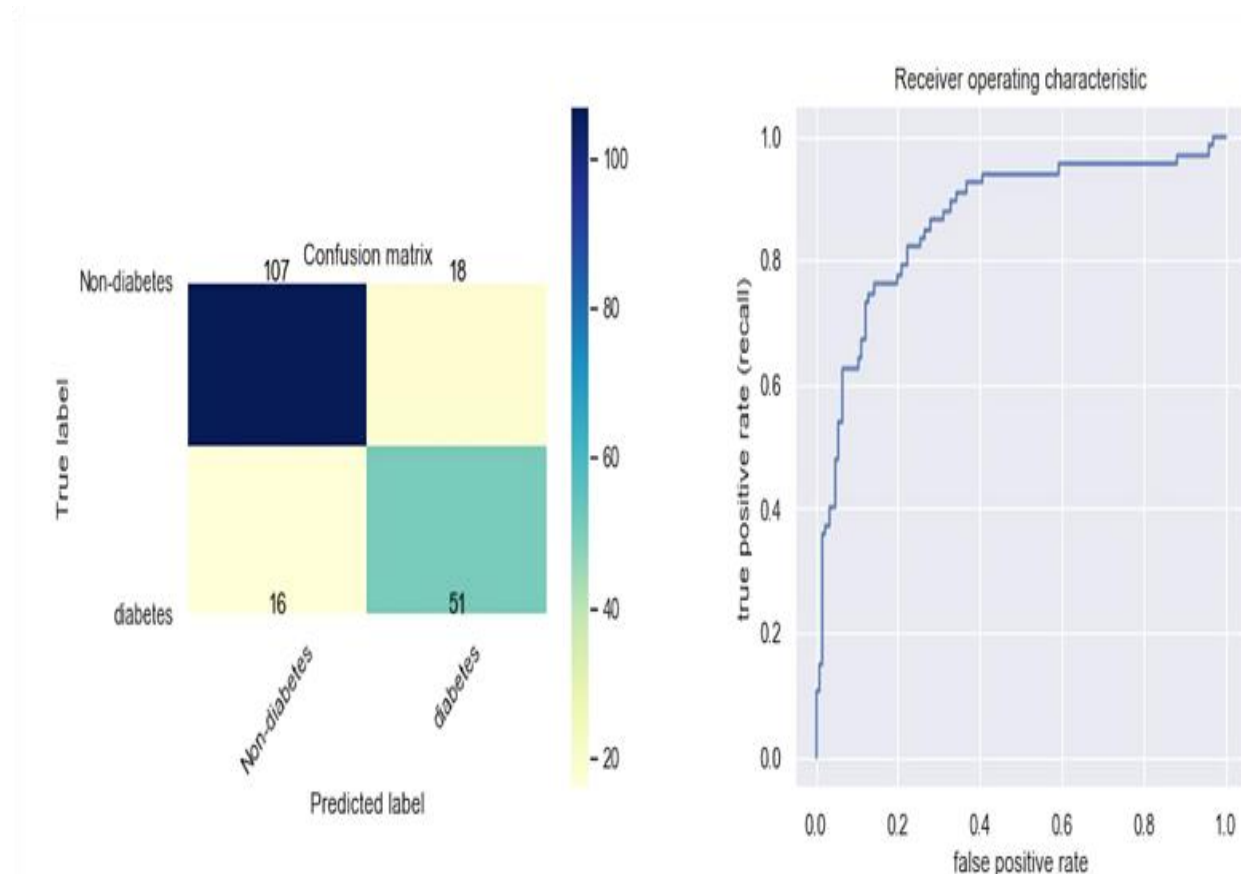 Confusion matrix
True label
Non-diabetes
diabetes
107
18
16
51
Non-diabetes
diabetes
Predicted label
100
80
60
40
20
Receiver operating characteristic
true positive rate (recall)
1.0
0.8
0.6
0.4
0.2
0.0
0.0
0.2
0.4
0.6
0.8
1.0
false positive rate